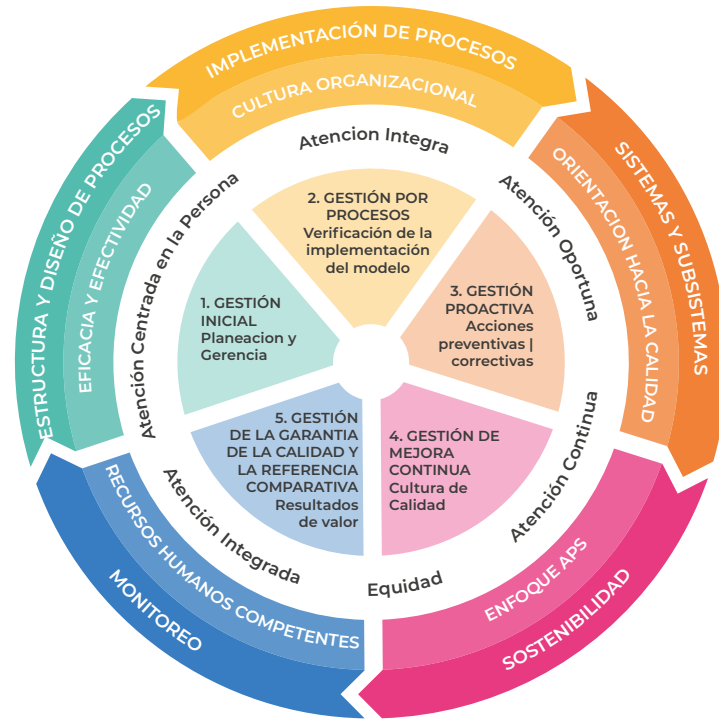 IMPLEMENTACIÓN DE PROCESOS
CULTURA ORGANIZACIONAL
SISTEMAS Y SUBSISTEMAS
ORIENTACION HACIA LA CALIDAD
SOSTENIBILIDAD
ENFOQUE APS
MONITOREO
RECURSOS HUMANOS COMPETENTES
ESTRUCTURA Y DISEÑO DE PROCESOS
EFICACIA Y EFECTIVIDAD
Atencion Integra
Atención Oportuna
Atención Continua
Equidad
Atención Integrada
Atención Centrada en la Persona
1. GESTIÓN
INICIAL
Planeacion y
Gerencia
2. GESTIÓN POR
PROCESOS
Verificación de la
implementación
del modelo
3. GESTIÓN
PROACTIVA
Acciones
preventivas |
correctivas
4. GESTIÓN DE
MEJORA
CONTINUA
Cultura de
Calidad
5. GESTIÓN
DE LA GARANTIA
DE LA CALIDAD Y
LA REFERENCIA
COMPARATIVA
Resultados
de valor